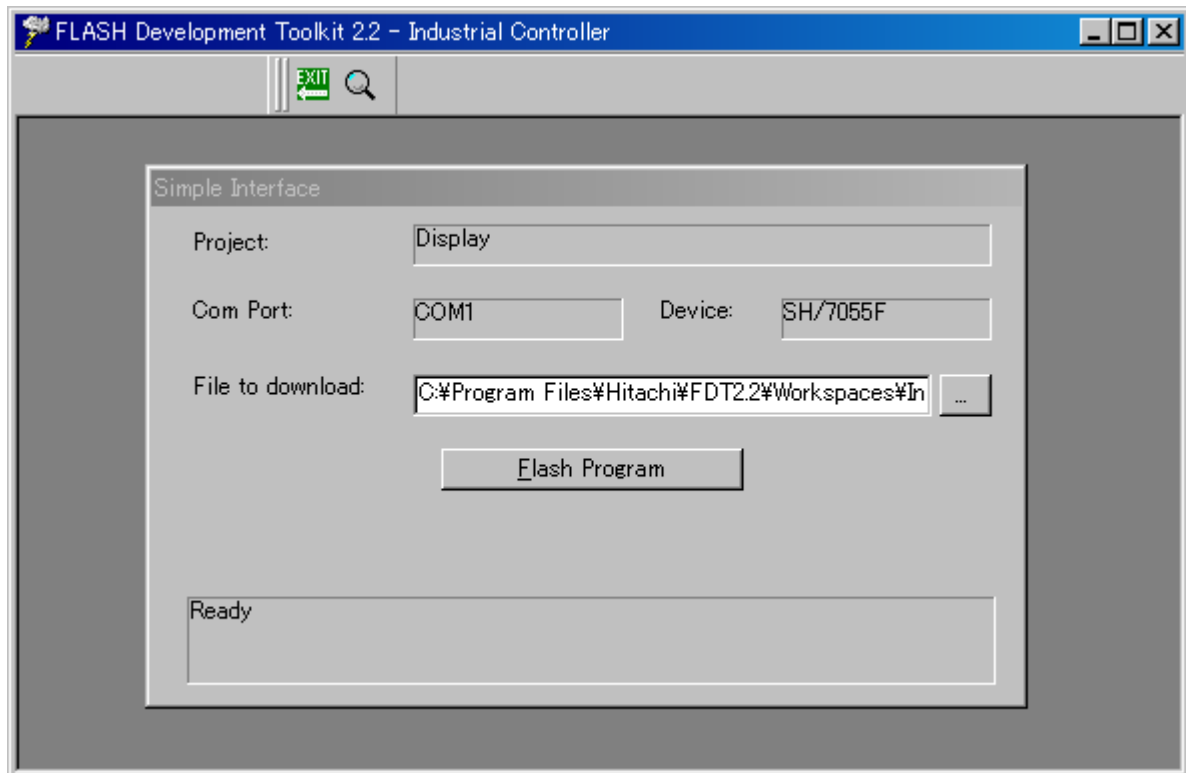 FLASH Development Toolkit 2.2 - Industrial Controller
EXIT
Simple Interface
Project: Display
Com Port: COM1 Device: SH/7055F
File to download: C:¥Program Files¥Hitachi¥FDT2.2¥Workspaces¥In ...
Flash Program
Ready